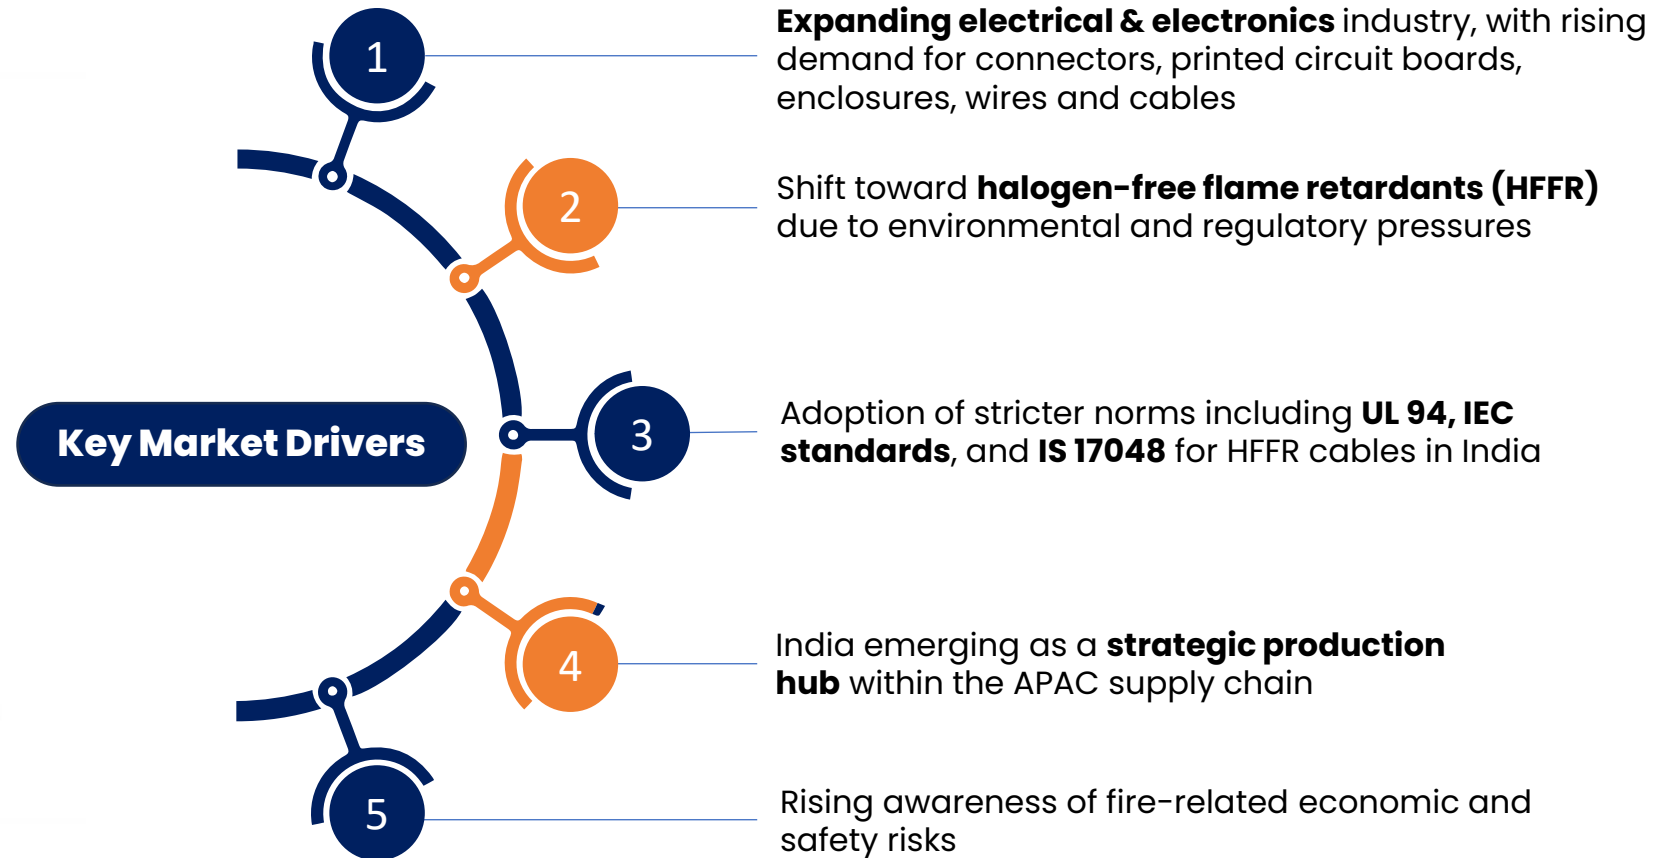 Key Market Drivers
1
Expanding electrical & electronics industry, with rising
demand for connectors, printed circuit boards,
enclosures, wires and cables
2
Shift toward halogen-free flame retardants (HFFR)
due to environmental and regulatory pressures
3
Adoption of stricter norms including UL 94, IEC
standards, and IS 17048 for HFFR cables in India
4
India emerging as a strategic production
hub within the APAC supply chain
5
Rising awareness of fire-related economic and
safety risks